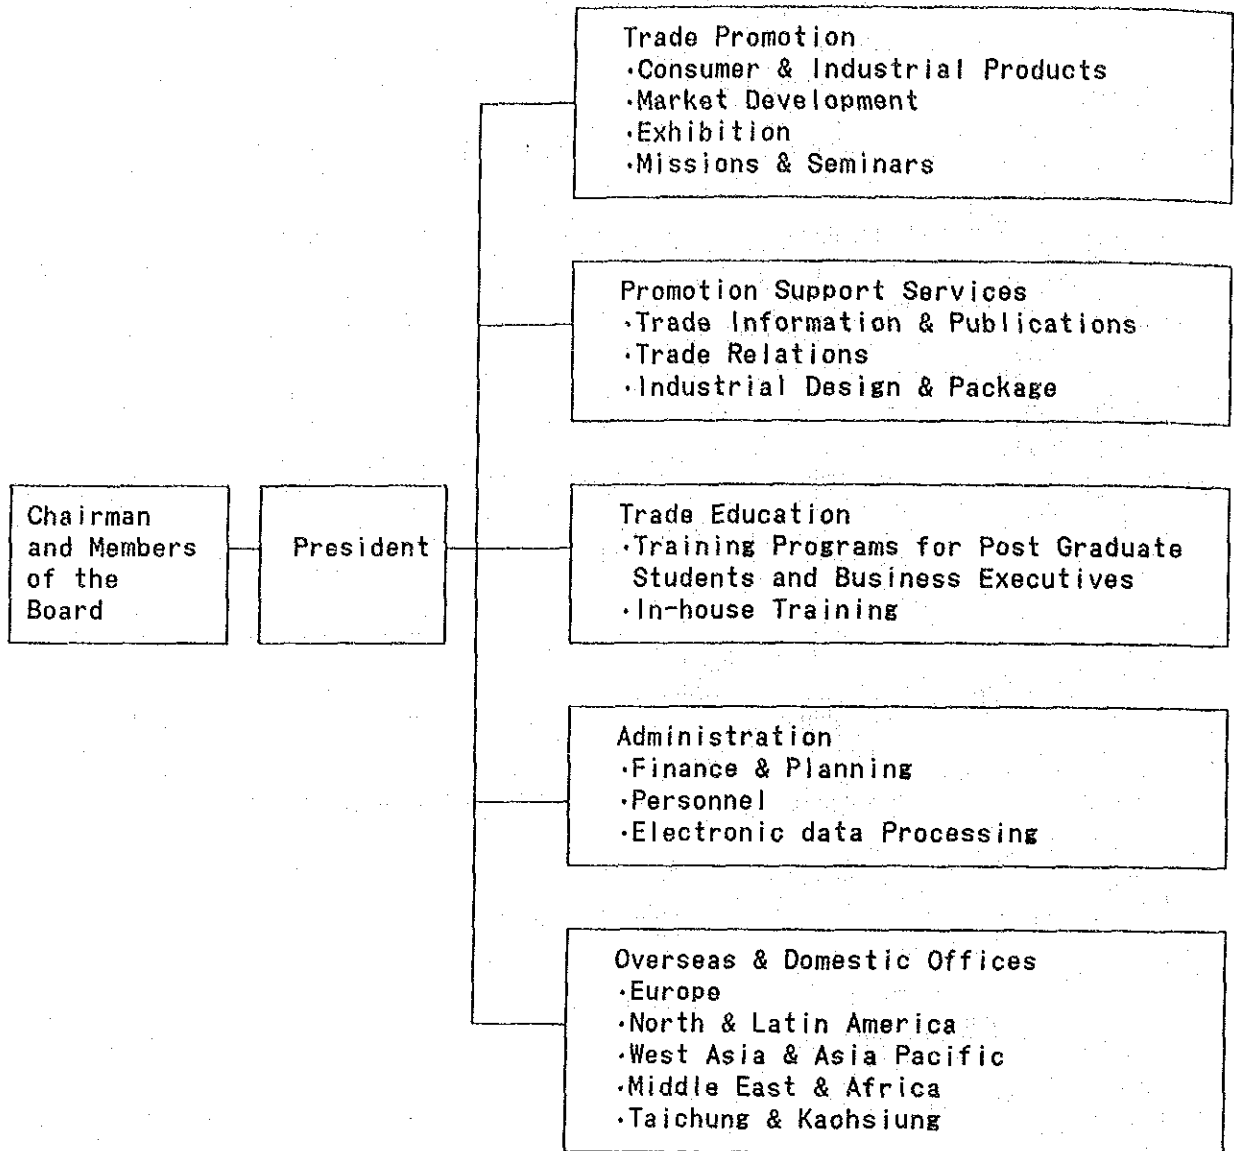 Trade Promotion
·Consumer & Industrial Products
·Market Development
·Exhibition
·Missions & Seminars
Promotion Support Services
·Trade Information & Publications
·Trade Relations
·Industrial Design & Package
Chairman
and Members
of the
Board
President
Trade Education
·Training Programs for Post Graduate
Students and Business Executives
·In-house Training
Administration
·Finance & Planning
·Personnel
·Electronic data Processing
Overseas & Domestic Offices
·Europe
·North & Latin America
·West Asia & Asia Pacific
·Middle East & Africa
·Taichung & Kaohsiung